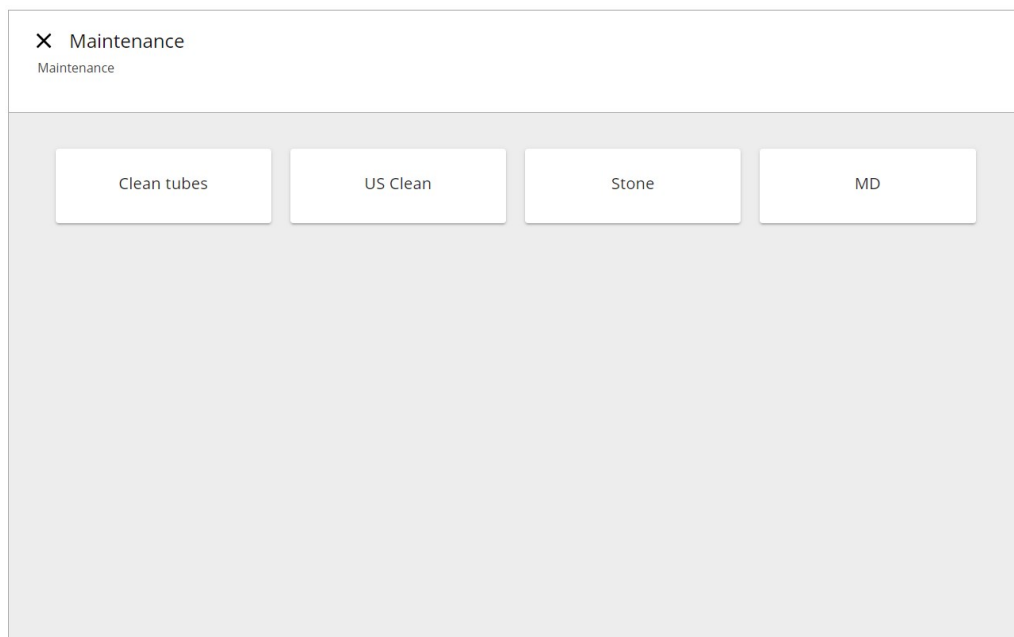 Maintenance
Maintenance
Clean tubes
US Clean
Stone
MD